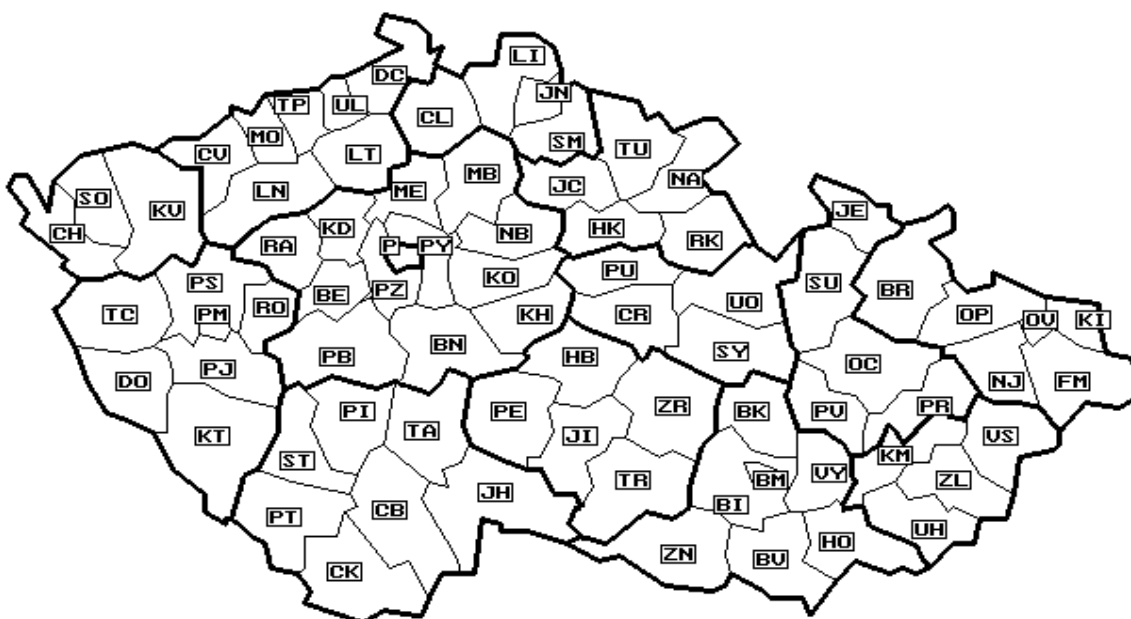 LI
DC
JN
TP
UL
CL
MO
SM
TU
CV
LT
MB
NA
LN
ME
JC
SO
KV
JE
CH
KD
NB
HK
RA
P
PY
RK
PS
PU
KO
SU
BR
BE
PZ
RO
UO
TC
PM
CR
KH
OP
OV
KI
BN
SY
PB
HB
OC
PJ
DO
NJ
FM
PE
ZR
PI
BK
PV
PR
TA
JI
KT
VS
ST
KM
TR
BM
VY
ZL
JH
BI
PT
CB
UH
HO
ZN
BV
CK